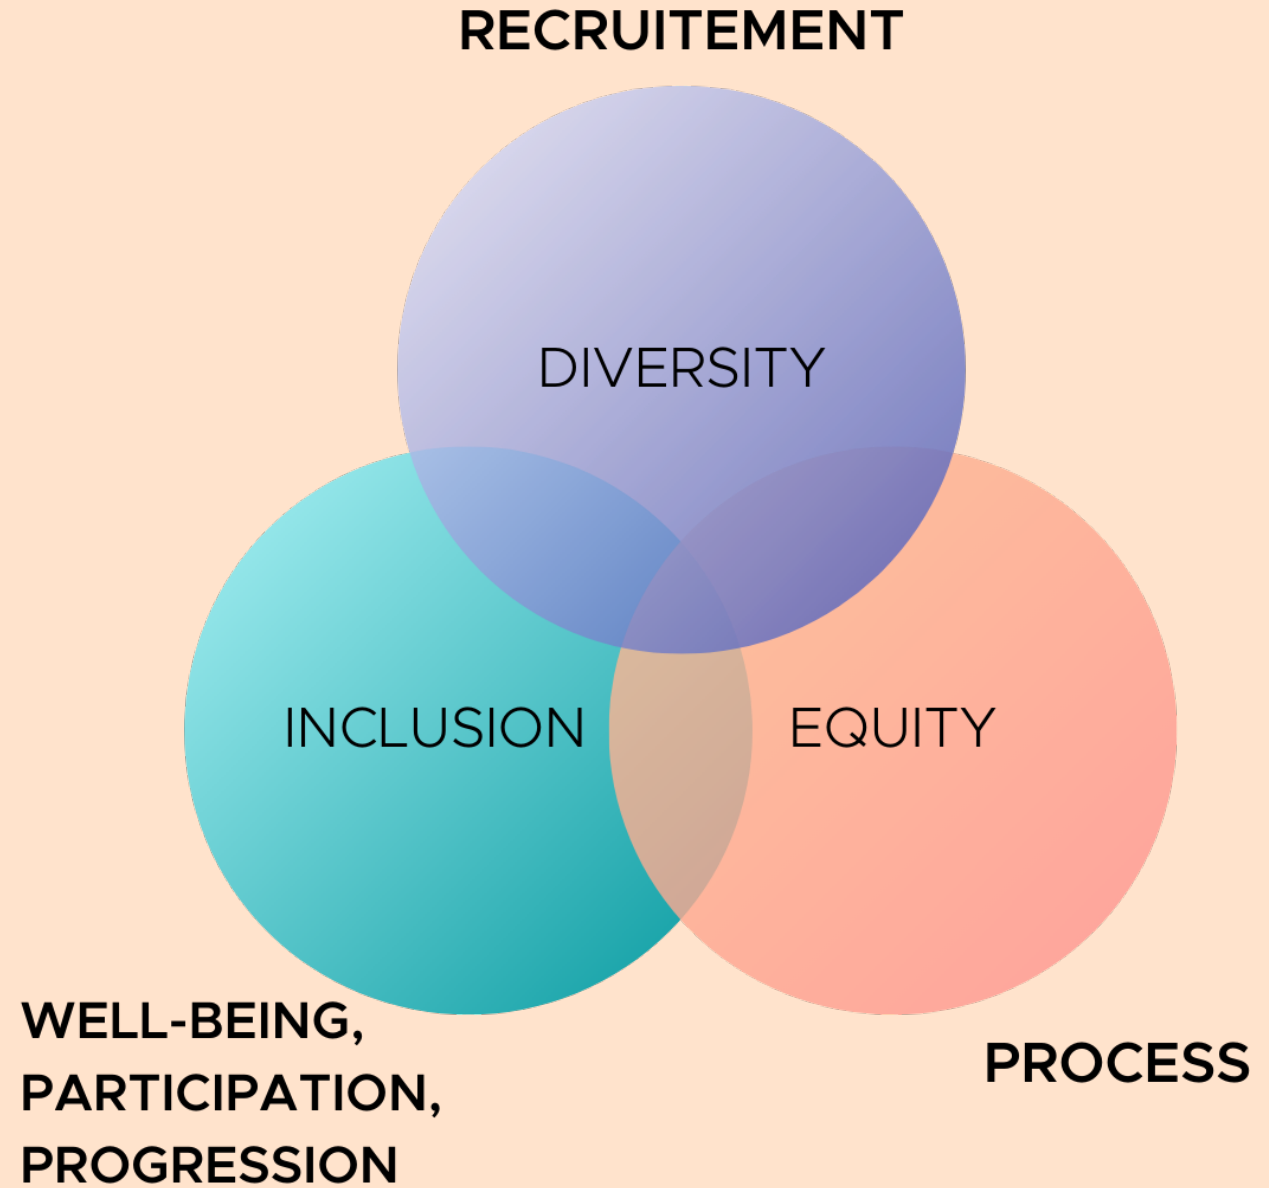 RECRUITEMENT
DIVERSITY
INCLUSION
EQUITY
WELL-BEING,
PARTICIPATION,
PROGRESSION
PROCESS